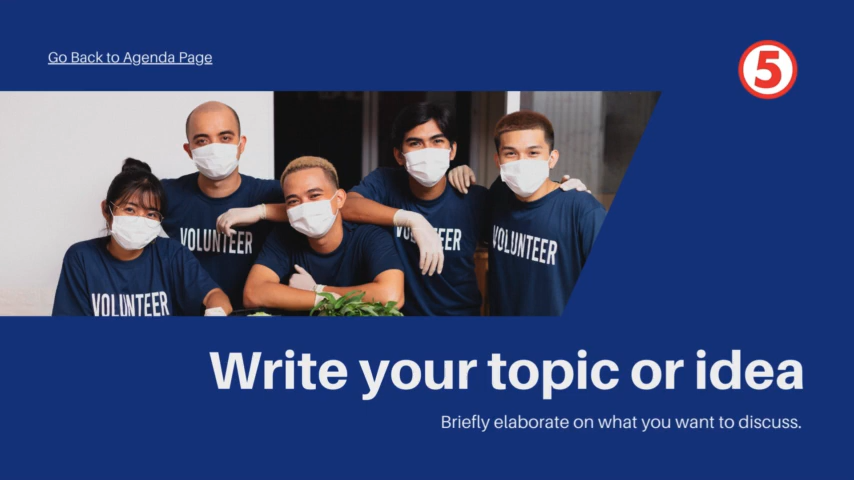 Go Back to Agenda Page
5
VOLUNTEER
VOLUNTEER
VOLUNTEER
VOLUNTEER
Write your topic or idea
Briefly elaborate on what you want to discuss.